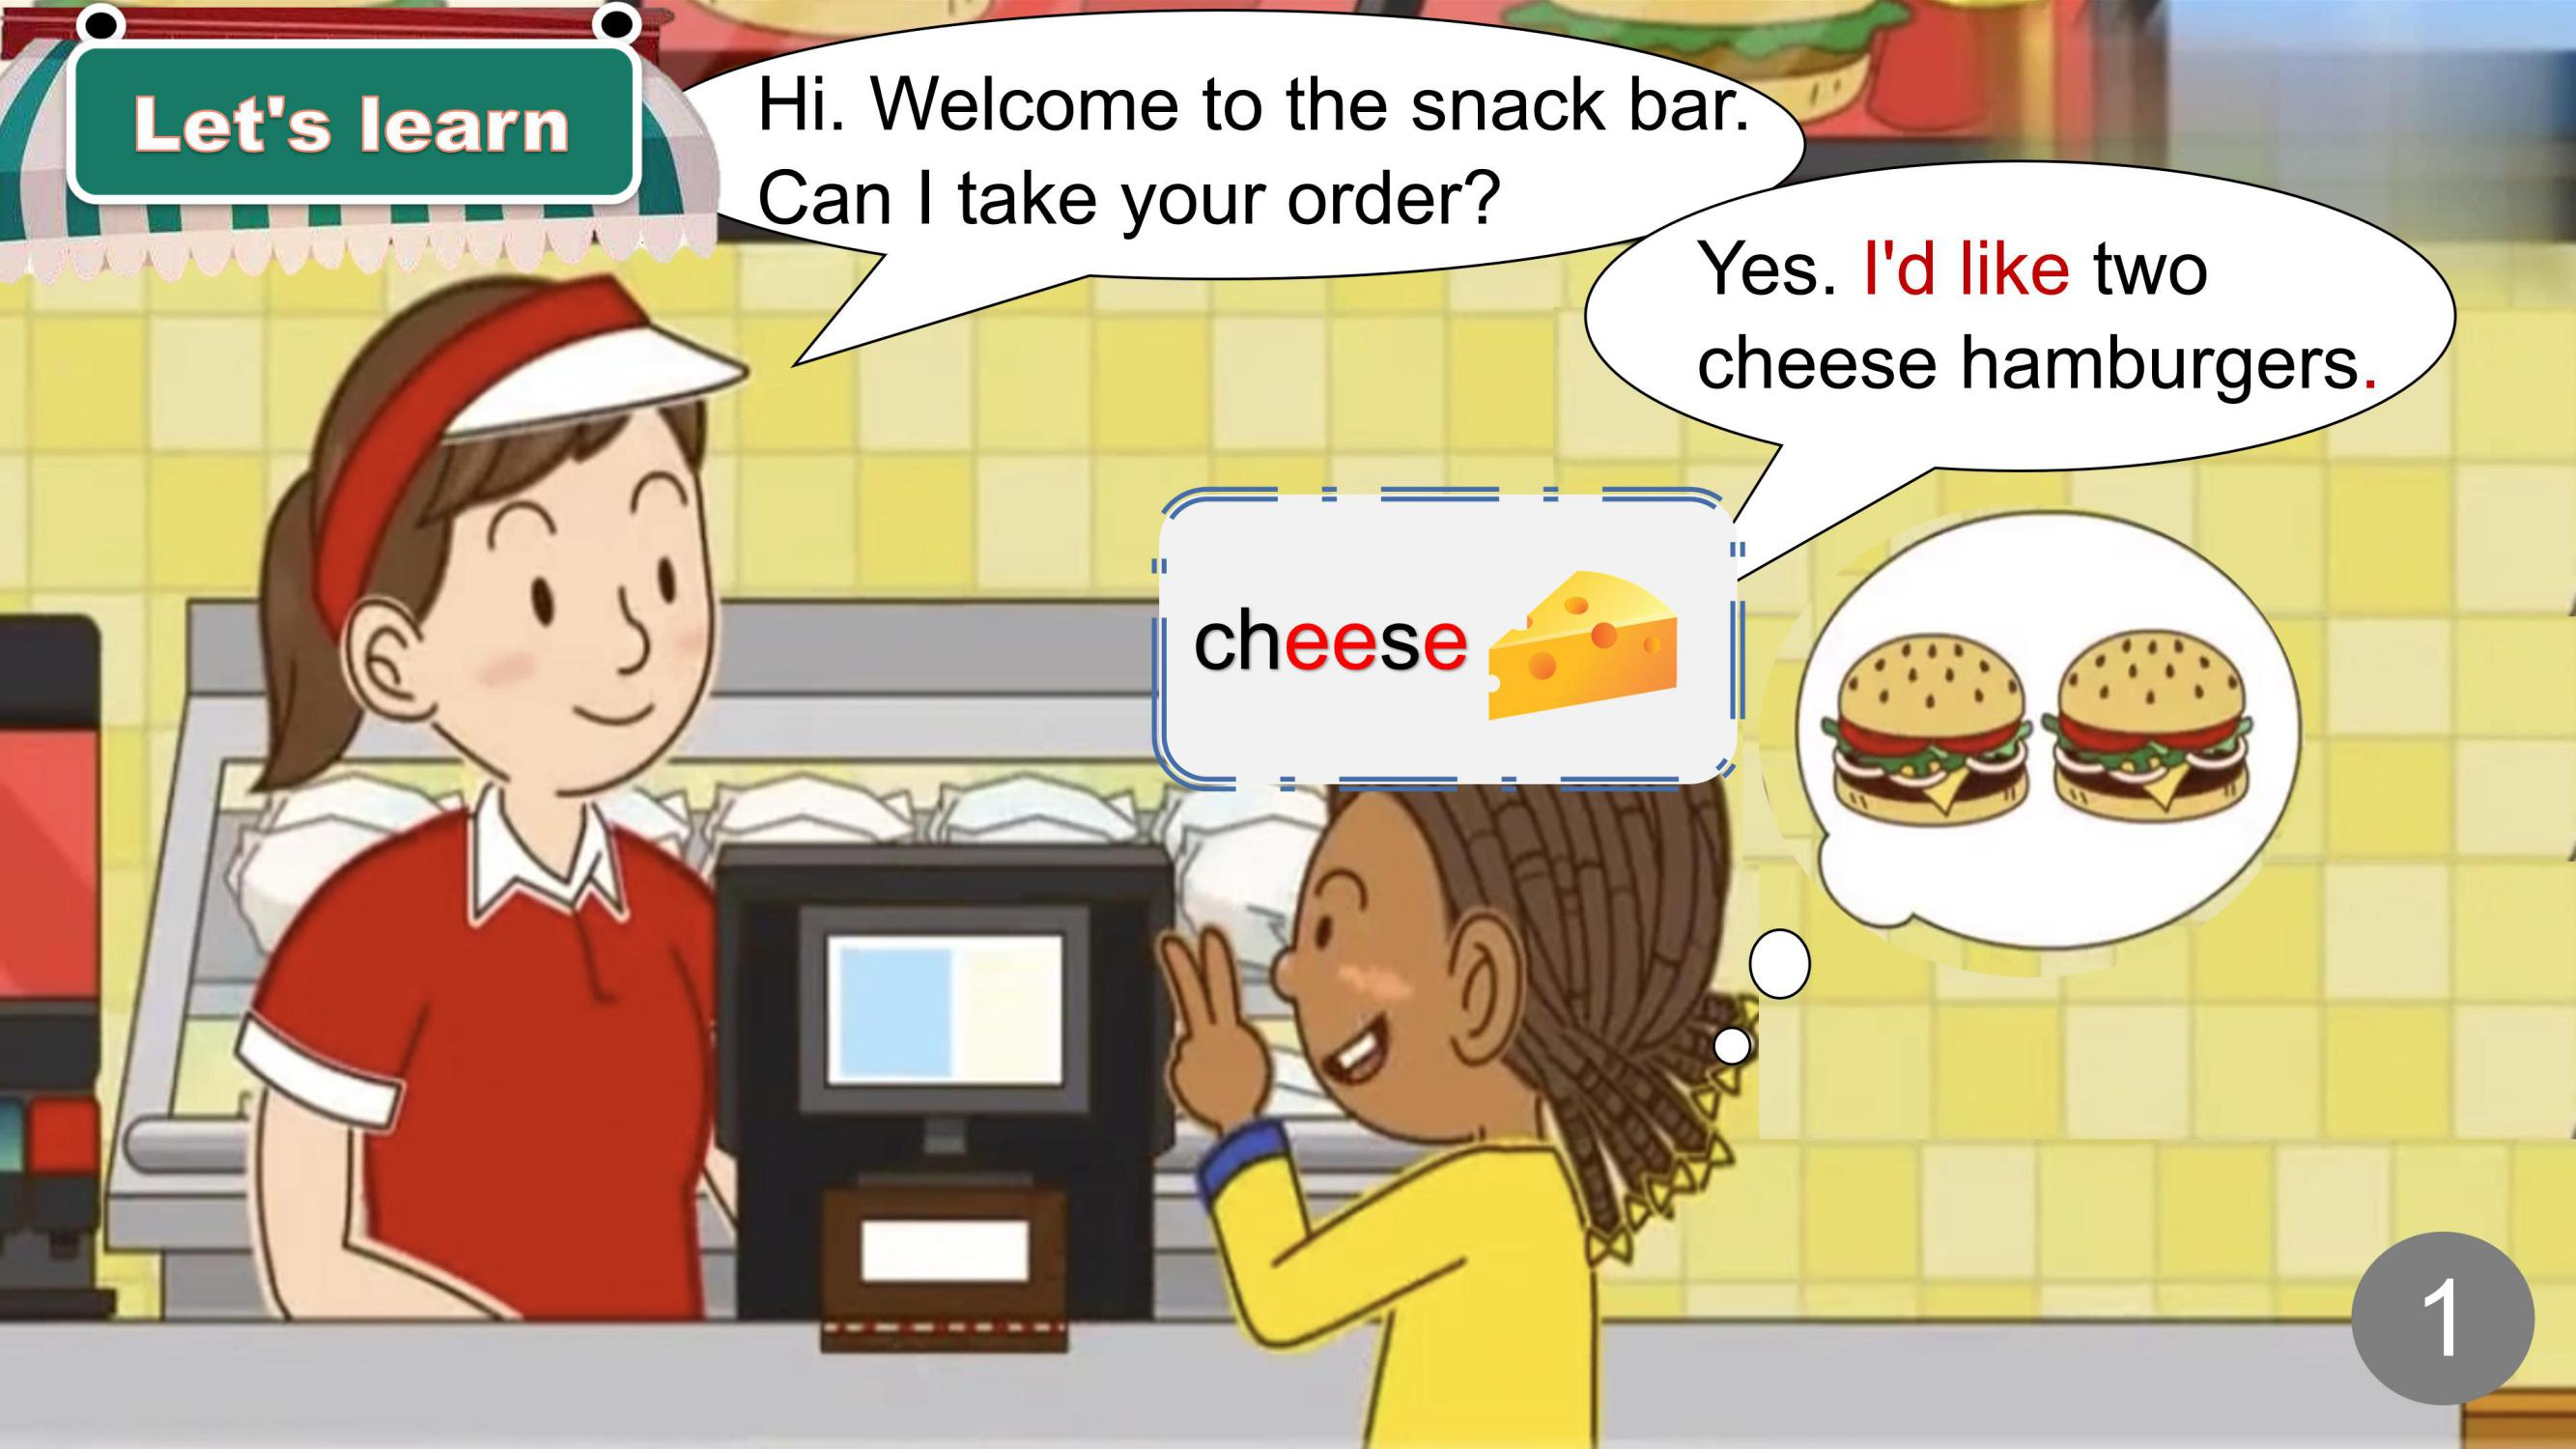 Let's learn
Hi. Welcome to the snack bar.
Can I take your order?
Yes. I'd like two
cheese hamburgers.
cheese
1